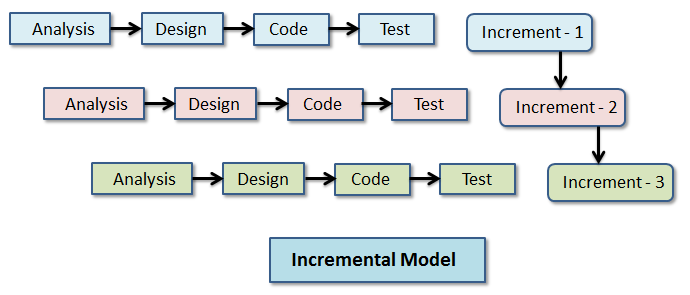 Analysis Design Code Test Increment - 1
Analysis Design Code Test Increment - 2
Analysis Design Code Test Increment - 3
Incremental Model